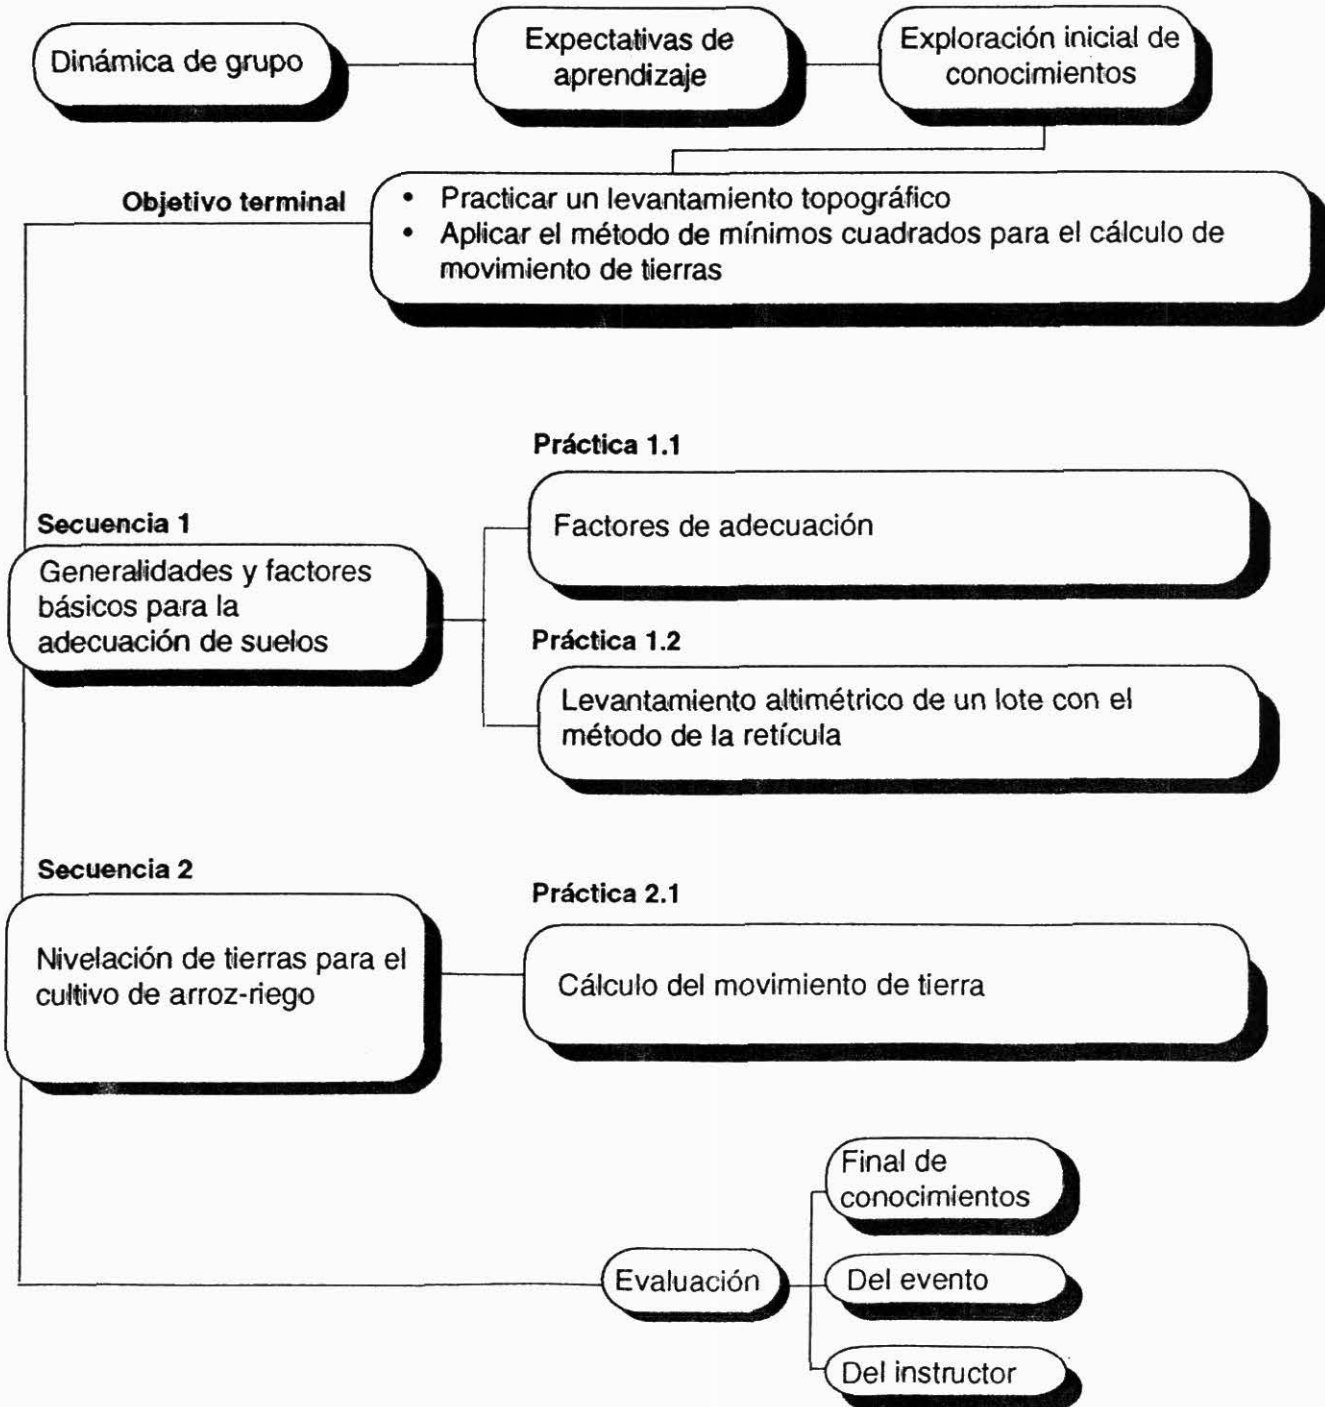 Dinámica de grupo
Expectativas de
aprendizaje
Exploración inicial de
conocimientos
Objetivo terminal
• Practicar un levantamiento topográfico
• Aplicar el método de mínimos cuadrados para el cálculo de
movimiento de tierras
Secuencia 1
Generalidades y factores
básicos para la
adecuación de suelos
Práctica 1.1
Factores de adecuación
Práctica 1.2
Levantamiento altimétrico de un lote con el
método de la retícula
Secuencia 2
Nivelación de tierras para el
cultivo de arroz-riego
Práctica 2.1
Cálculo del movimiento de tierra
Evaluación
Final de
conocimientos
Del evento
Del instructor